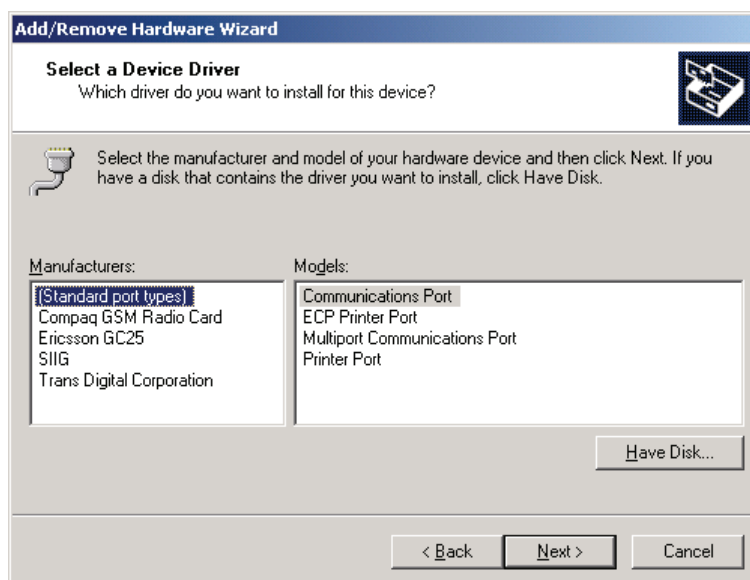 Add/Remove Hardware Wizard
Select a Device Driver
Which driver do you want to install for this device?
Select the manufacturer and model of your hardware device and then click Next. If you
have a disk that contains the driver you want to install, click Have Disk.
Manufacturers:
(Standard port types)
Compaq GSM Radio Card
Ericsson GC25
SIIG
Trans Digital Corporation
Models:
Communications Port
ECP Printer Port
Multiport Communications Port
Printer Port
Have Disk...
< Back
Next >
Cancel